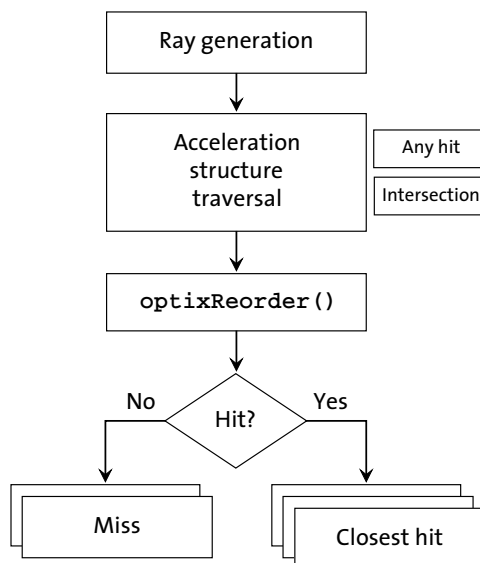 Ray generation
Acceleration
structure
traversal
Any hit
Intersection
optixReorder()
Hit?
No
Yes
Miss
Closest hit